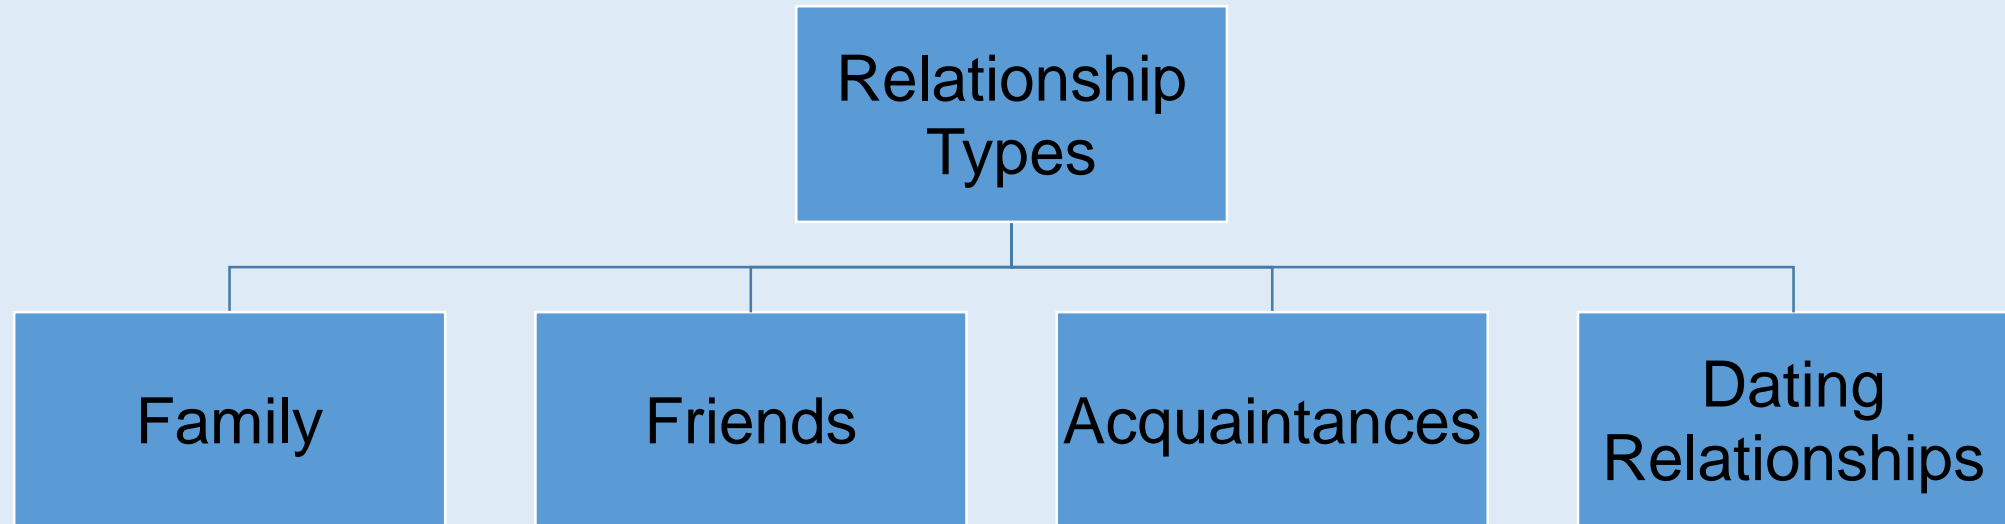 Relationship
Types
Family
Friends
Acquaintances
Dating
Relationships